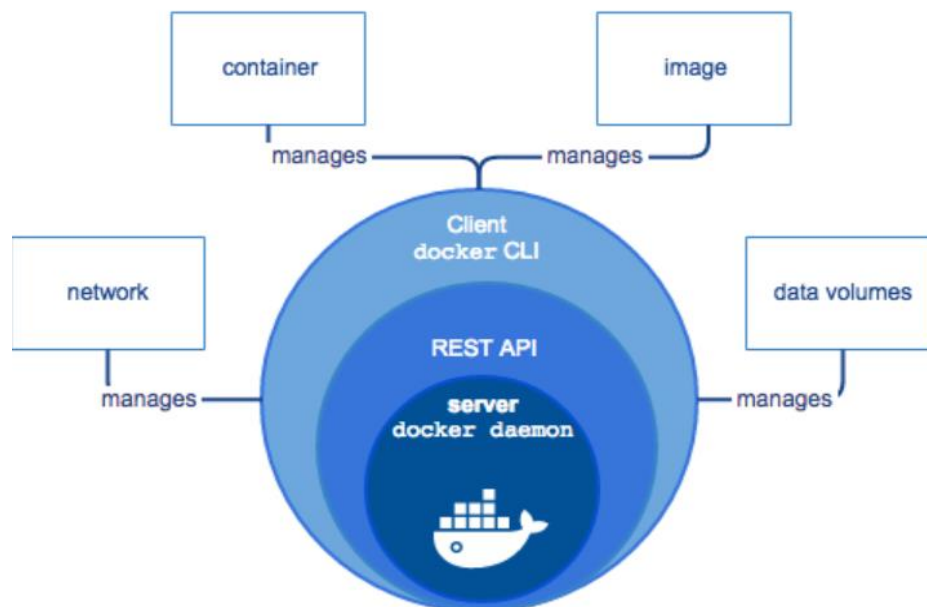 container
image
manages
manages
Client
docker CLI
network
data volumes
REST API
manages
manages
server
docker daemon